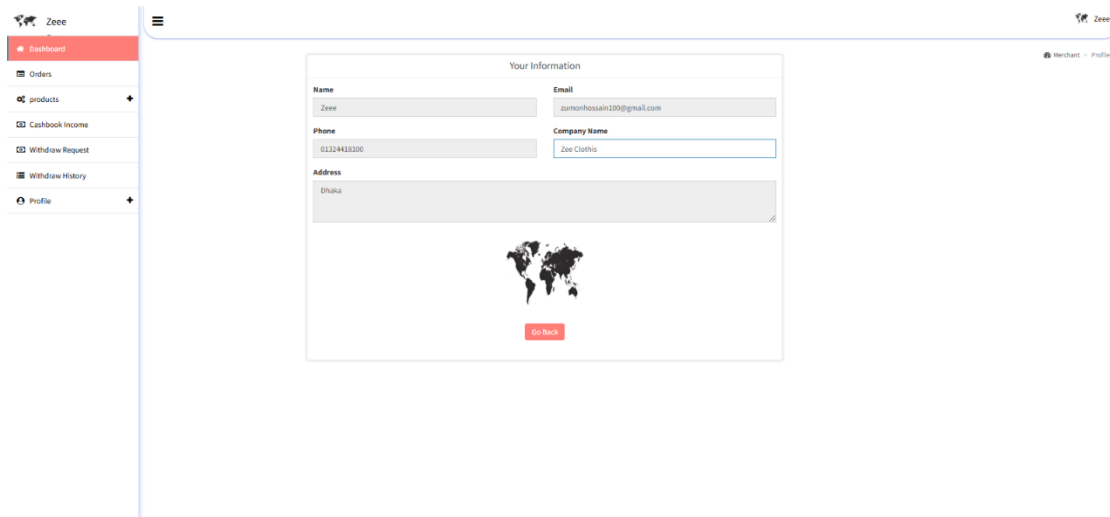 Zeee
Zeee
Dashboard
Orders
products
Cashbook Income
Withdraw Request
Withdraw History
Profile
Merchant > Profile
Your Information
Name
Email
Zeee
zumonhossain100@gmail.com
Phone
Company Name
01324418100
Zee Clothis
Address
Dhaka
Go Back